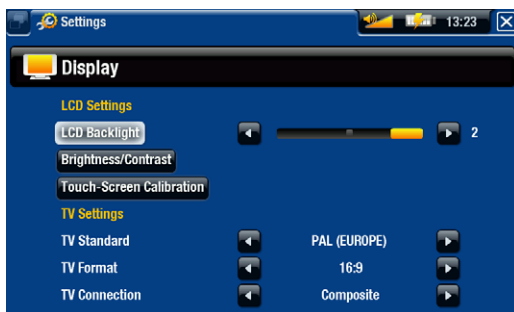 Settings 13:23
Display
LCD Settings
LCD Backlight 2
Brightness/Contrast
Touch-Screen Calibration
TV Settings
TV Standard PAL (EUROPE)
TV Format 16:9
TV Connection Composite